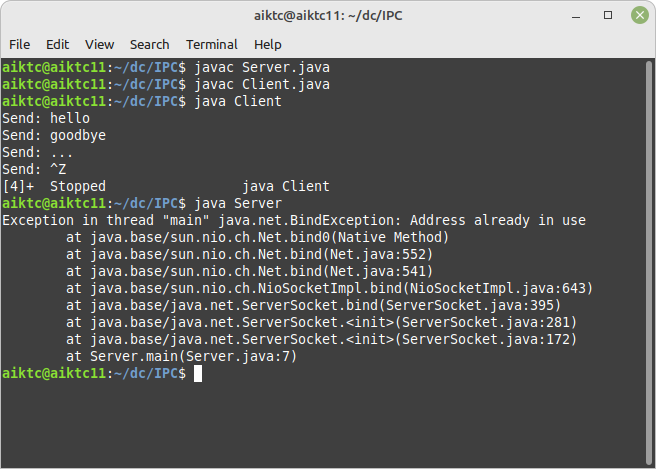 aiktc@aiktc11: ~/dc/IPC
File Edit View Search Terminal Help
aiktc@aiktc11:~/dc/IPC$ javac Server.java
aiktc@aiktc11:~/dc/IPC$ javac Client.java
aiktc@aiktc11:~/dc/IPC$ java Client
Send: hello
Send: goodbye
Send: ...
Send: ^Z
[4]+  Stopped                 java Client
aiktc@aiktc11:~/dc/IPC$ java Server
Exception in thread "main" java.net.BindException: Address already in use
        at java.base/sun.nio.ch.Net.bind0(Native Method)
        at java.base/sun.nio.ch.Net.bind(Net.java:552)
        at java.base/sun.nio.ch.Net.bind(Net.java:541)
        at java.base/sun.nio.ch.NioSocketImpl.bind(NioSocketImpl.java:643)
        at java.base/java.net.ServerSocket.bind(ServerSocket.java:395)
        at java.base/java.net.ServerSocket.<init>(ServerSocket.java:281)
        at java.base/java.net.ServerSocket.<init>(ServerSocket.java:172)
        at Server.main(Server.java:7)
aiktc@aiktc11:~/dc/IPC$